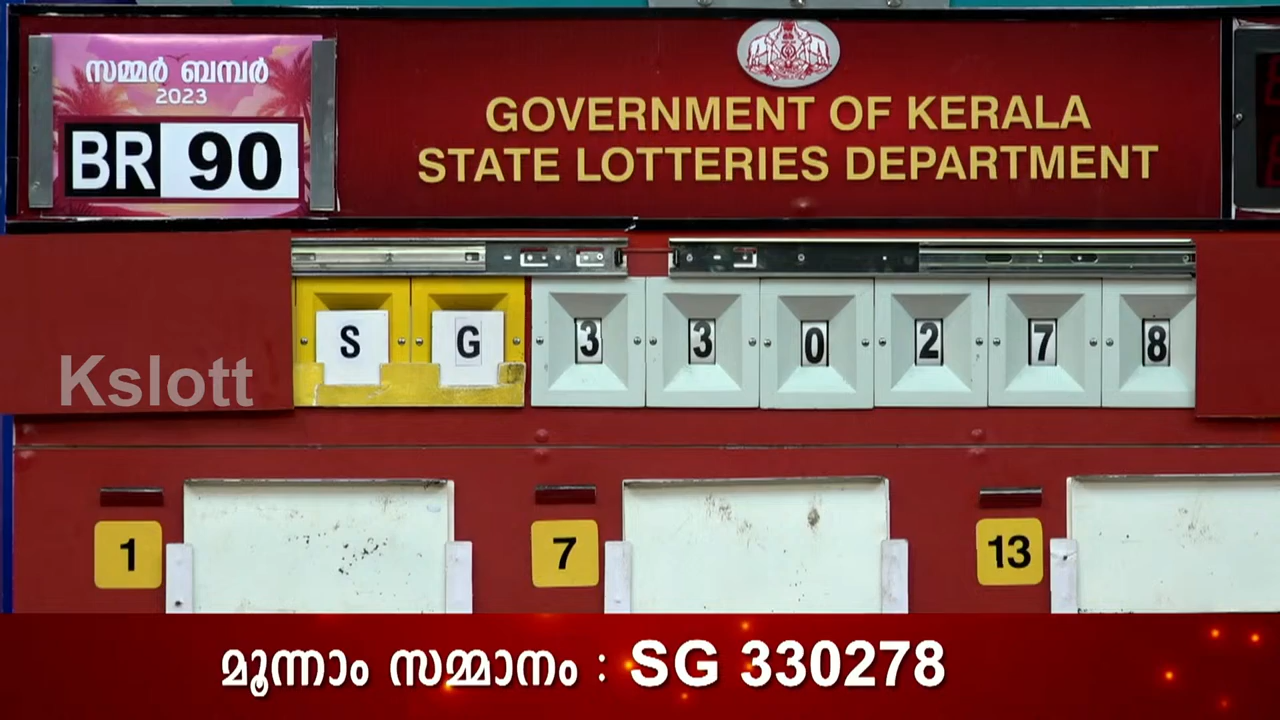 സമ്മർ ബമ്പർ
2023
BR 90
GOVERNMENT OF KERALA
STATE LOTTERIES DEPARTMENT
S G 3 3 0 2 7 8
Kslott
1 7 13
മൂന്നാം സമ്മാനം : SG 330278